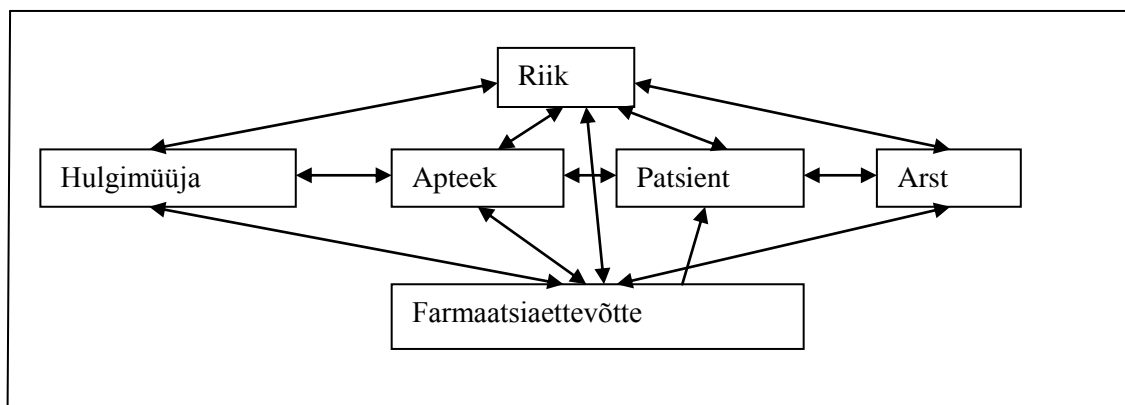 Riik
Hulgimüüja
Apteek
Patsient
Arst
Farmaatsiaettevõtte